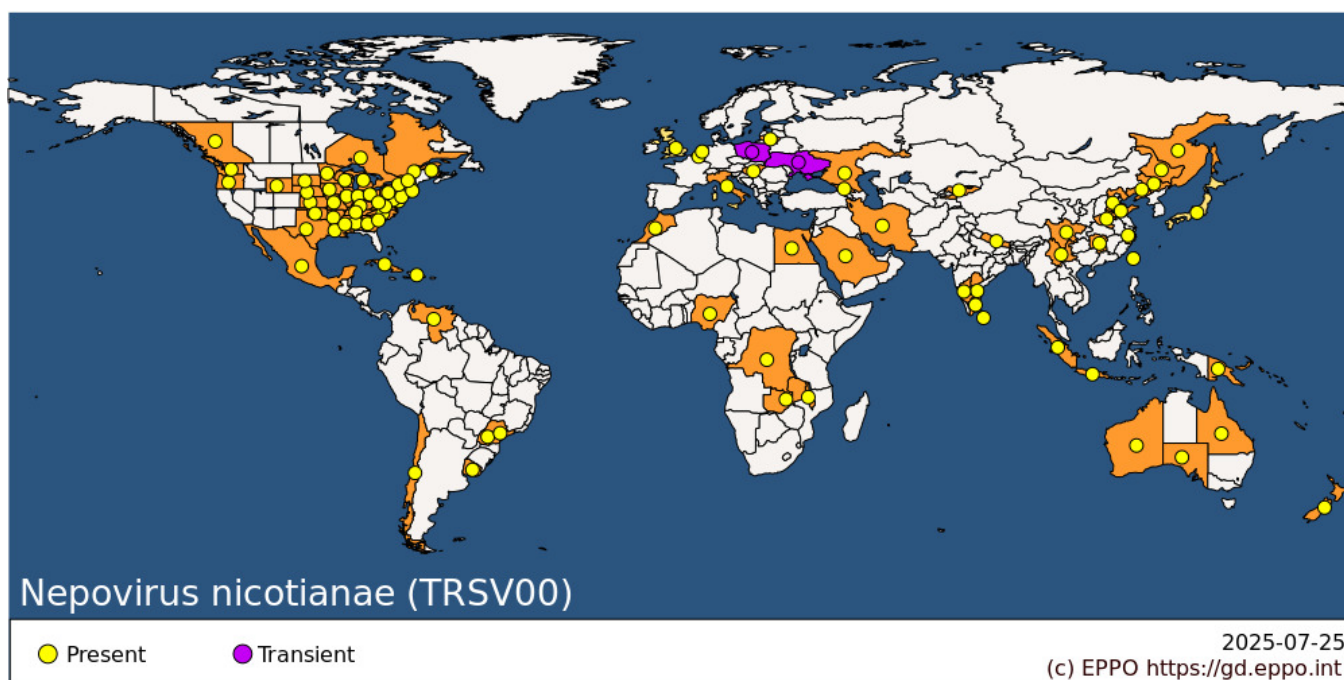 Nepovirus nicotianae (TRSV00)
Present
Transient
2025-07-25
(c) EPPO https://gd.eppo.int